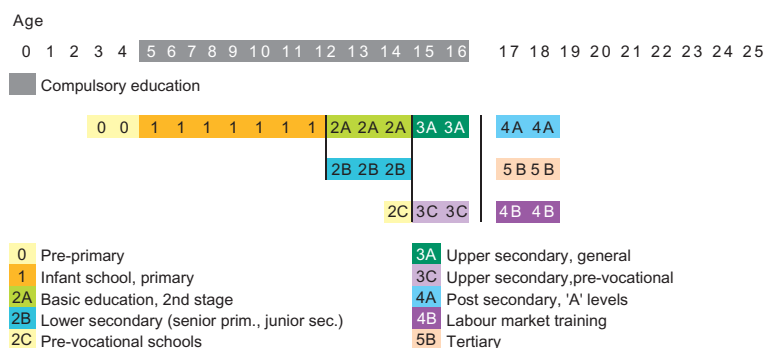 Age
0 1 2 3 4 5 6 7 8 9 10 11 12 13 14 15 16 17 18 19 20 21 22 23 24 25
Compulsory education
0 0 1 1 1 1 1 1 1 2A 2A 2A 3A 3A 4A 4A
2B 2B 2B 5B 5B
2C 3C 3C 4B 4B
0 Pre-primary
1 Infant school, primary
2A Basic education, 2nd stage
2B Lower secondary (senior prim., junior sec.)
2C Pre-vocational schools
3A Upper secondary, general
3C Upper secondary,pre-vocational
4A Post secondary, 'A' levels
4B Labour market training
5B Tertiary